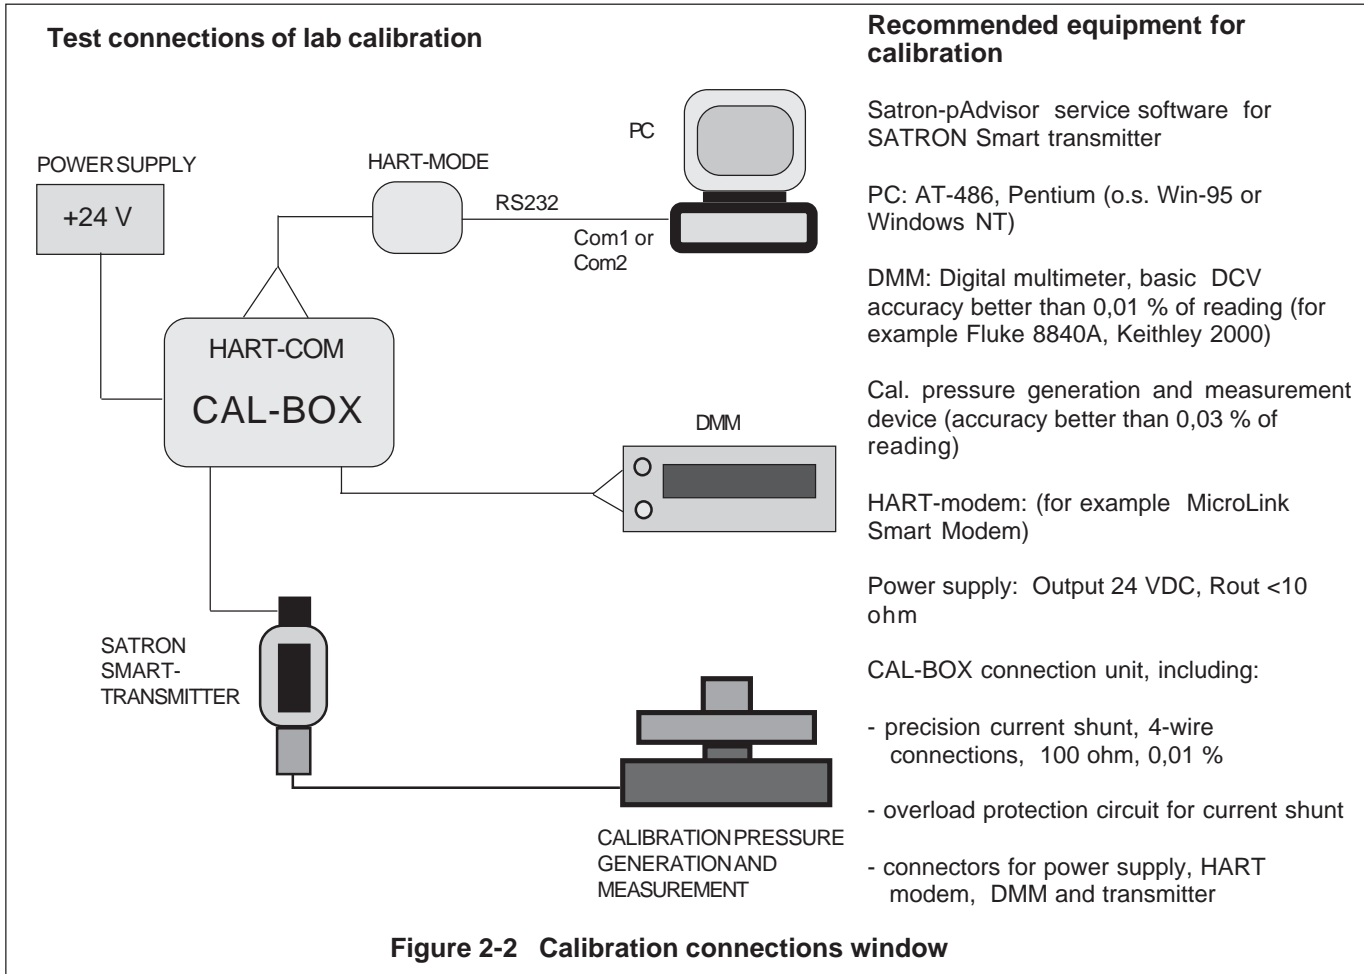 Test connections of lab calibration
POWER SUPPLY
+24 V
HART-MODE
RS232
PC
Com1 or
Com2
HART-COM
CAL-BOX
DMM
SATRON
SMART-
TRANSMITTER
CALIBRATION PRESSURE
GENERATION AND
MEASUREMENT
Recommended equipment for
calibration
Satron-pAdvisor service software for
SATRON Smart transmitter
PC: AT-486, Pentium (o.s. Win-95 or
Windows NT)
DMM: Digital multimeter, basic DCV
accuracy better than 0,01 % of reading (for
example Fluke 8840A, Keithley 2000)
Cal. pressure generation and measurement
device (accuracy better than 0,03 % of
reading)
HART-modem: (for example MicroLink
Smart Modem)
Power supply: Output 24 VDC, Rout <10
ohm
CAL-BOX connection unit, including:
- precision current shunt, 4-wire
connections, 100 ohm, 0,01 %
- overload protection circuit for current shunt
- connectors for power supply, HART
modem, DMM and transmitter
Figure 2-2 Calibration connections window